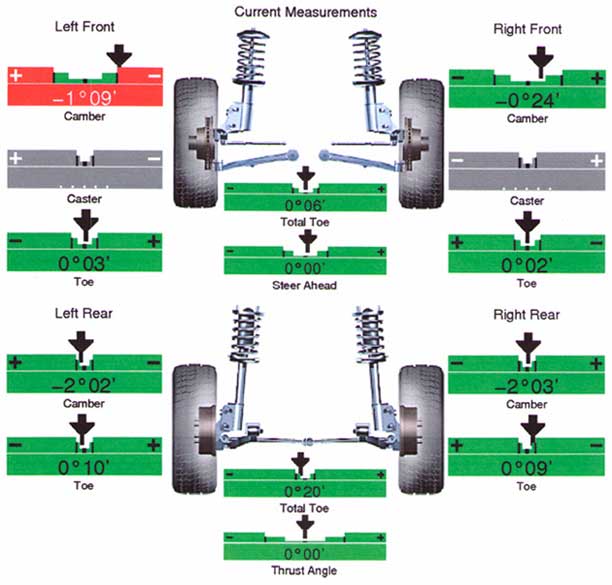 Current Measurements
Left Front
Right Front
+ −
−1°09'
Camber
− +
−0°24'
Camber
+ −
Caster
− +
Caster
− +
0°06'
Total Toe
− +
0°03'
Toe
0°00'
Steer Ahead
+ −
0°02'
Toe
Left Rear
Right Rear
+ −
−2°02'
Camber
− +
−2°03'
Camber
− +
0°10'
Toe
+ −
0°09'
Toe
− +
0°20'
Total Toe
− +
0°00'
Thrust Angle